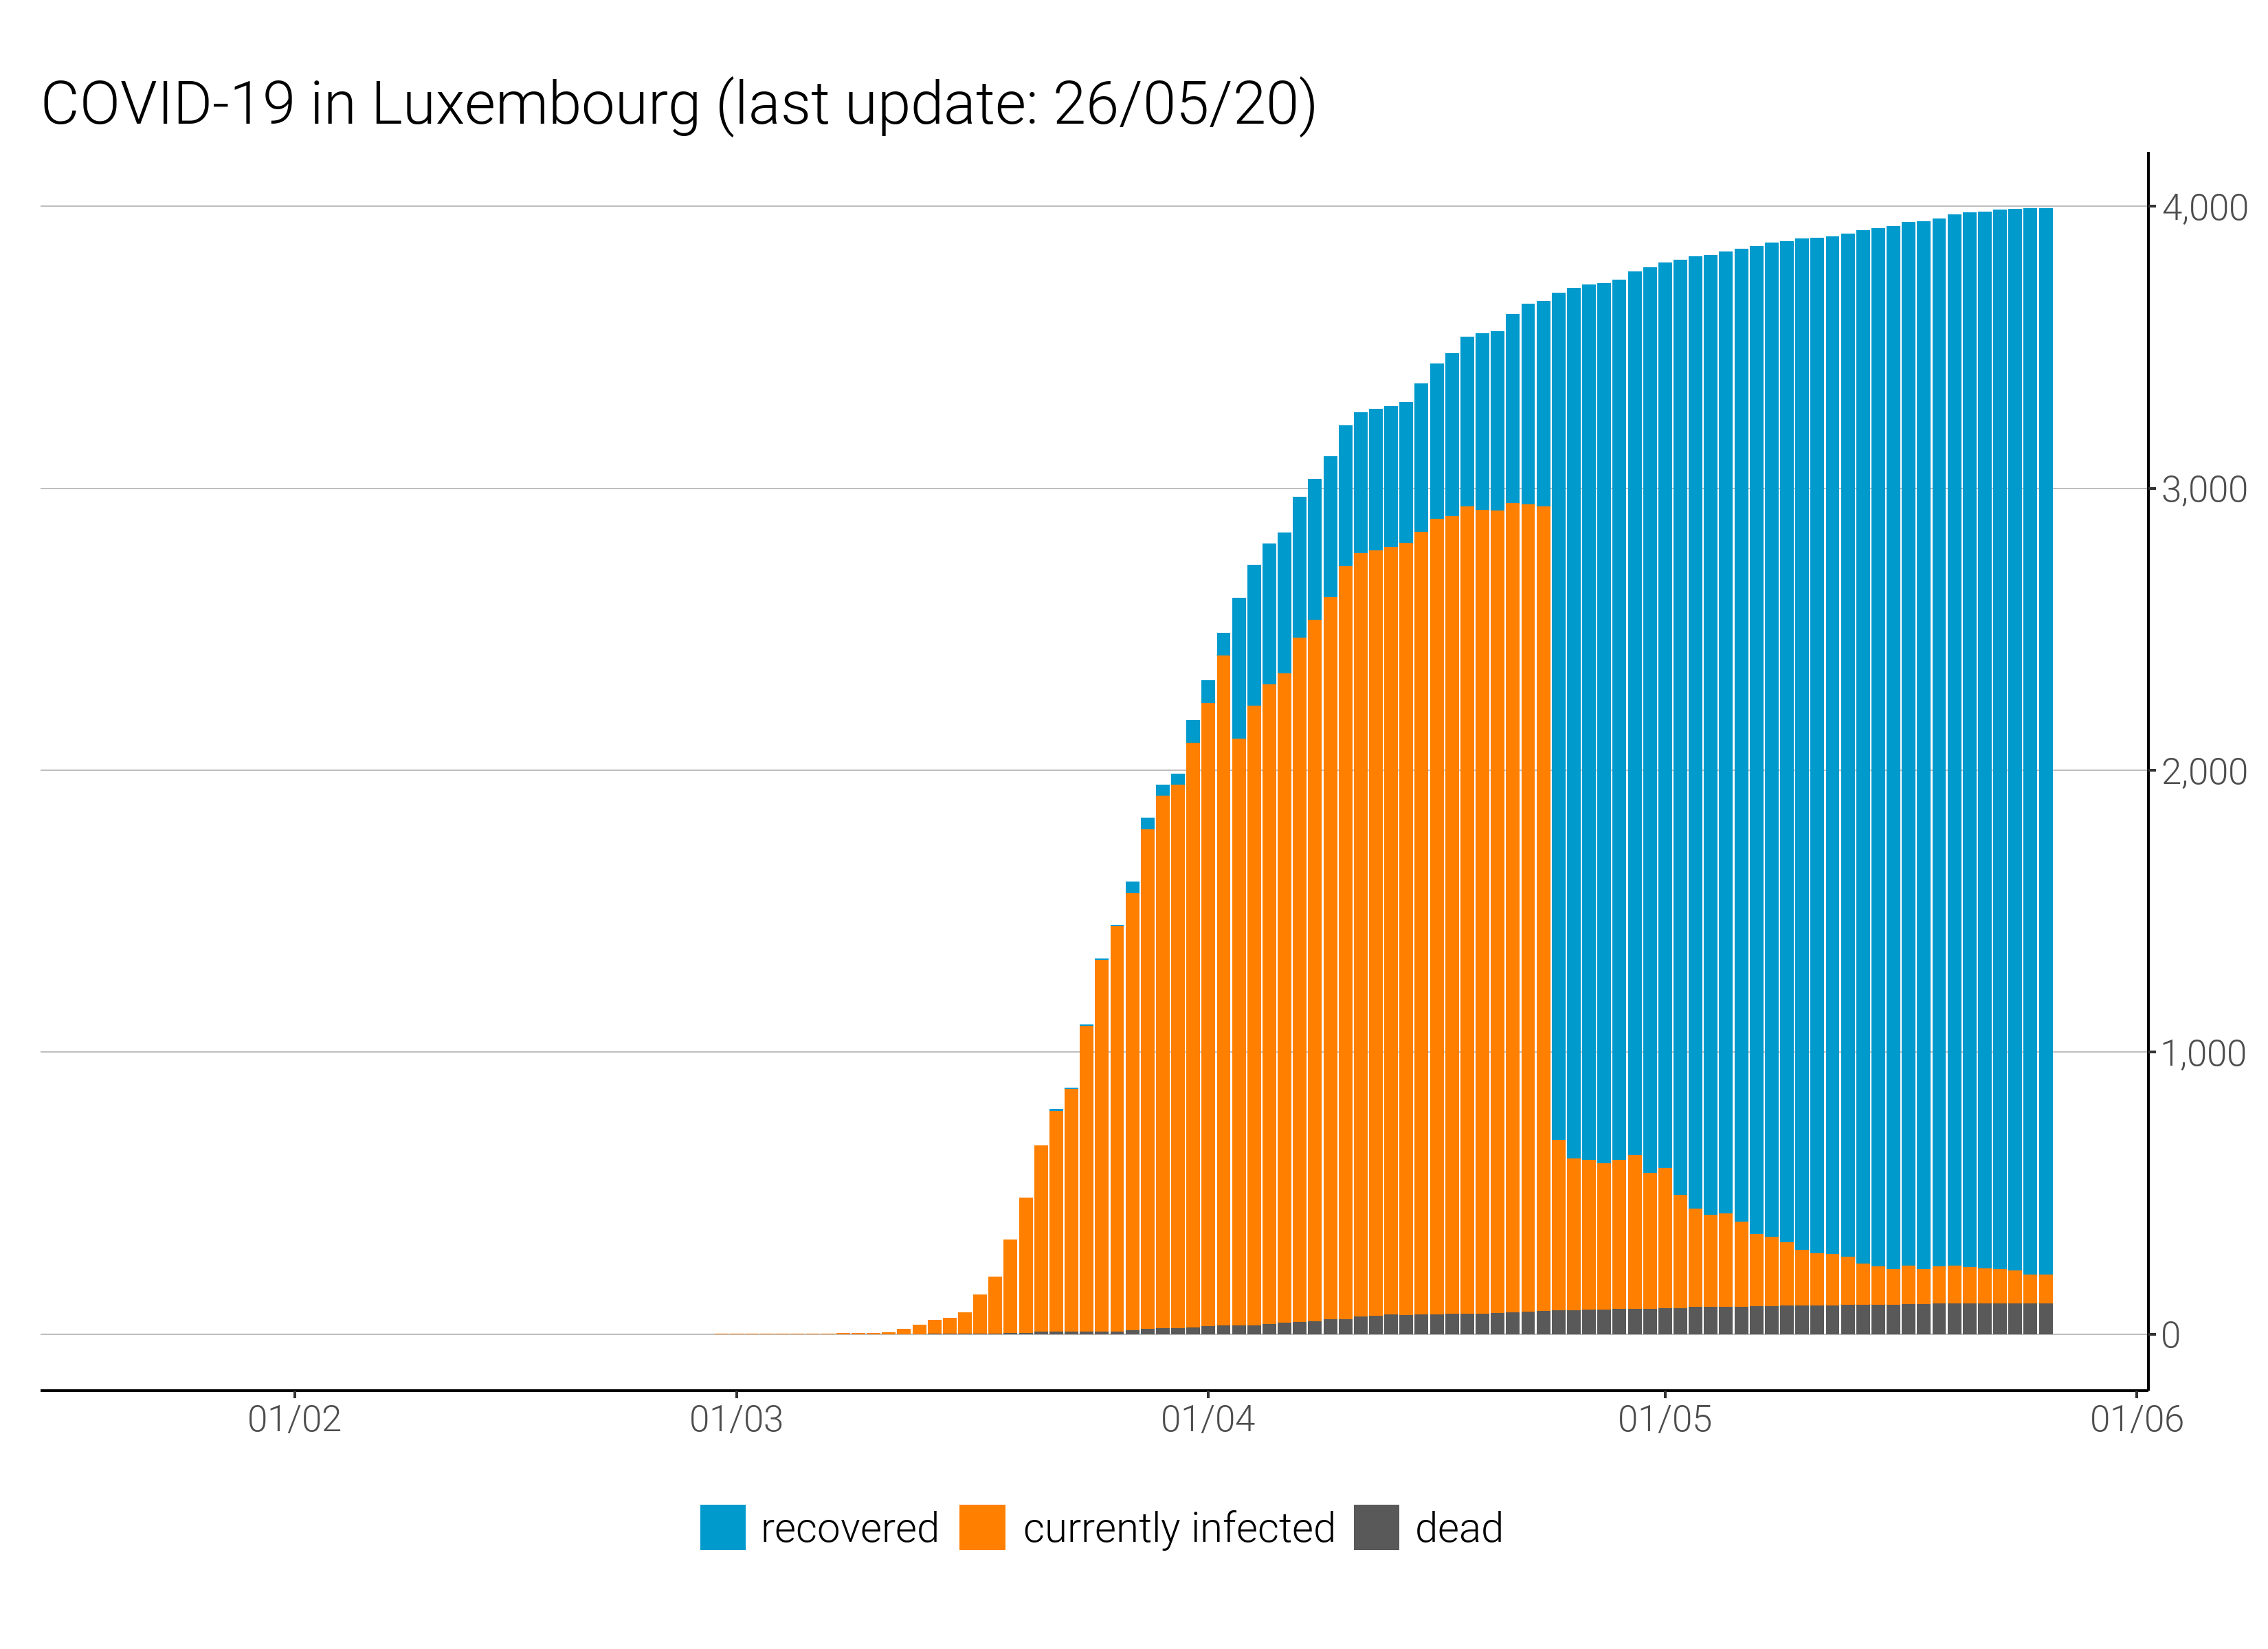 COVID-19 in Luxembourg (last update: 26/05/20)
4,000
3,000
2,000
1,000
0
01/02 01/03 01/04 01/05 01/06
recovered currently infected dead